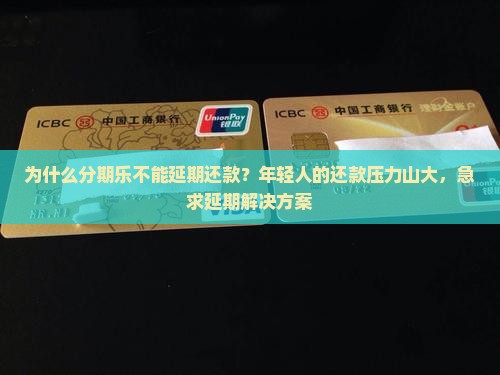 ICBC 中国工商银行
UnionPay
银联
ICBC 中国工商银行 理财金账户
为什么分期乐不能延期还款？年轻人的还款压力山大，急
求延期解决方案
VISA